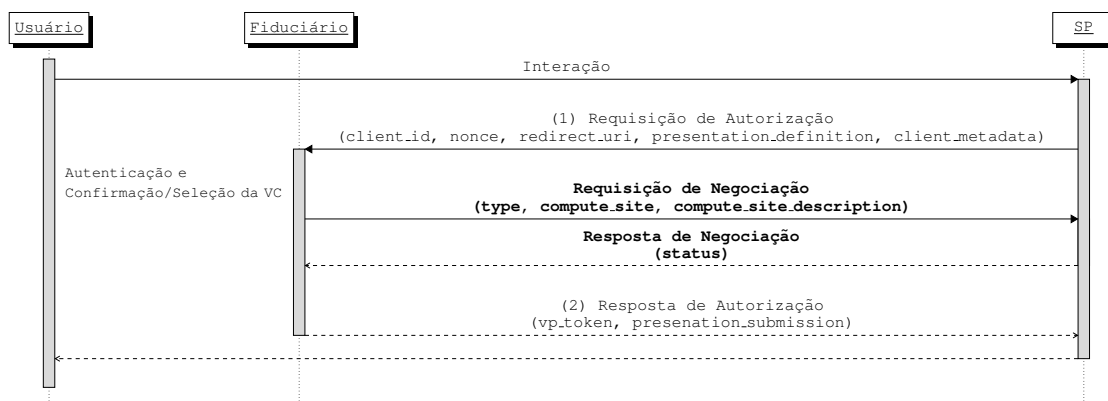 Usuário
Fiduciário
SP
Interação
(1) Requisição de Autorização
(client_id, nonce, redirect_uri, presentation_definition, client_metadata)
Autenticação e
Confirmação/Seleção da VC
Requisição de Negociação
(type, compute_site, compute_site_description)
Resposta de Negociação
(status)
(2) Resposta de Autorização
(vp_token, presenation_submission)